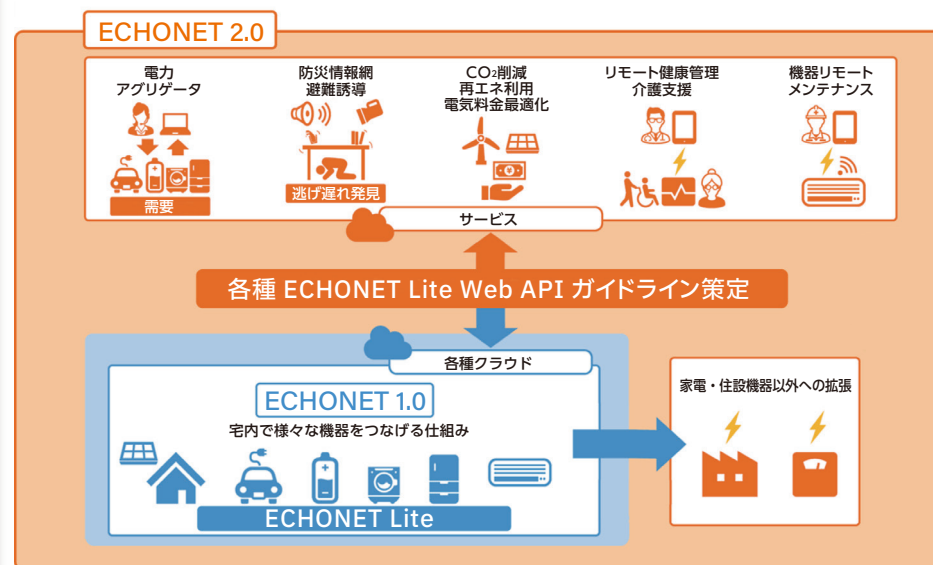 ECHONET 2.0
電力
アグリゲータ
需要
防災情報網
避難誘導
逃げ遅れ発見
CO2削減
再エネ利用
電気料金最適化
リモート健康管理
介護支援
機器リモート
メンテナンス
サービス
各種 ECHONET Lite Web API ガイドライン策定
各種クラウド
ECHONET 1.0
宅内で様々な機器をつなげる仕組み
ECHONET Lite
家電・住設機器以外への拡張